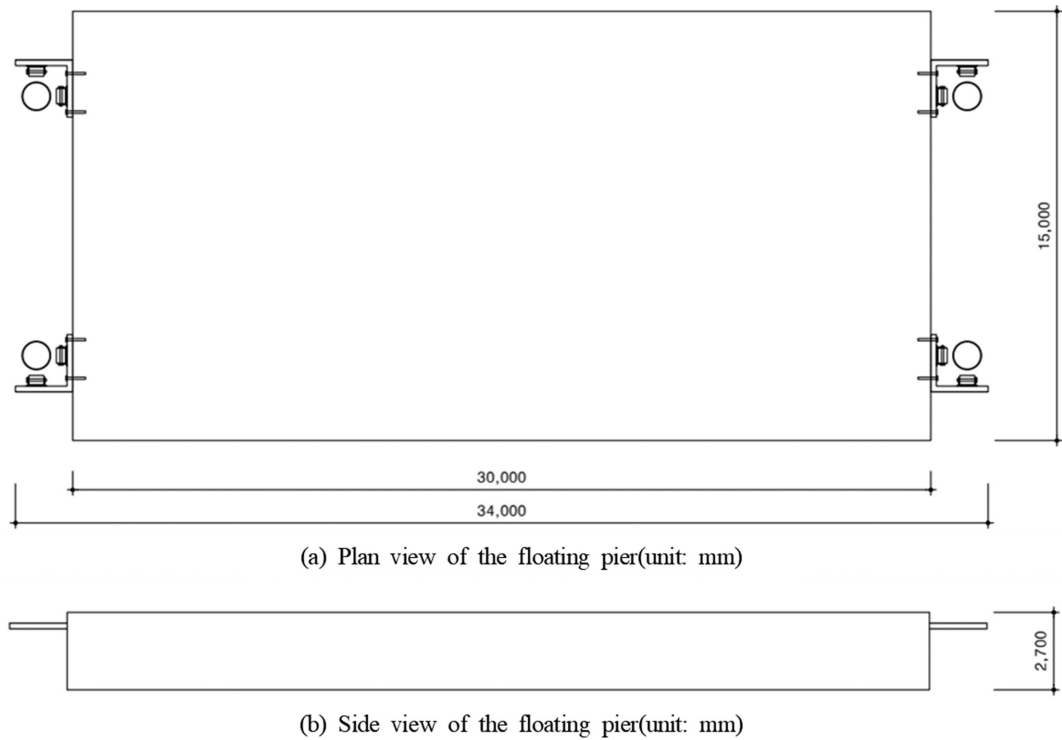 15,000
30,000
34,000
(a) Plan view of the floating pier(unit: mm)
2,700
(b) Side view of the floating pier(unit: mm)